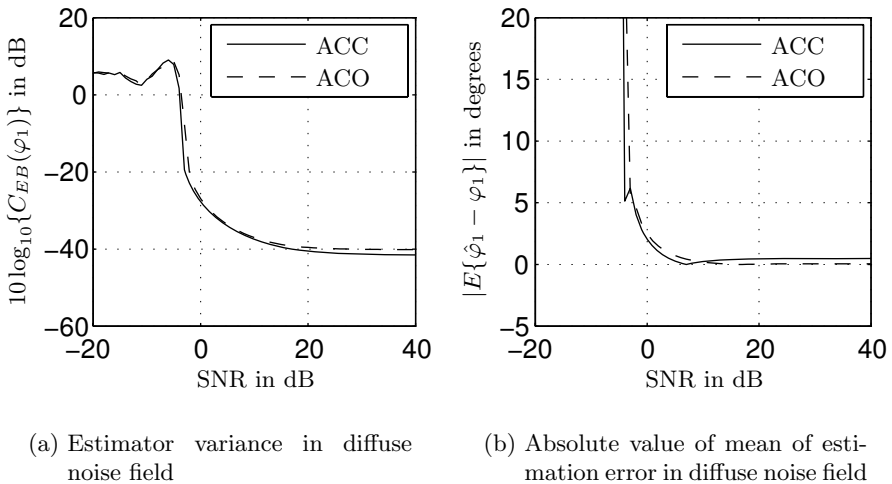 10 log₁₀{C_EB(φ₁)} in dB
20
0
−20
−40
−60
−20
0
20
40
SNR in dB
ACC
ACO
(a) Estimator variance in diffuse
noise field
|E{φ̂₁ − φ₁}| in degrees
20
15
10
5
0
−5
−20
0
20
40
SNR in dB
ACC
ACO
(b) Absolute value of mean of esti-
mation error in diffuse noise field